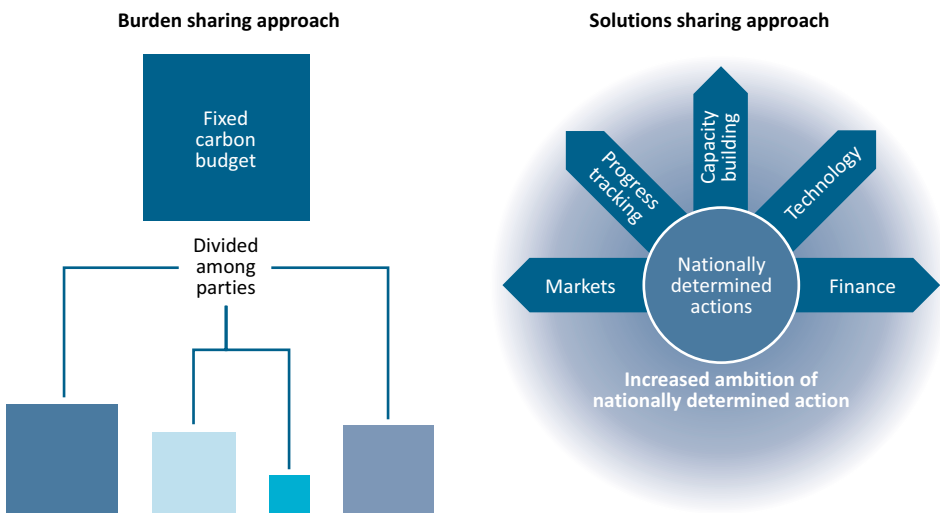 Burden sharing approach
Fixed
carbon
budget
Divided
among
parties
Solutions sharing approach
Markets
Progress
tracking
Capacity
building
Technology
Finance
Nationally
determined
actions
Increased ambition of
nationally determined action